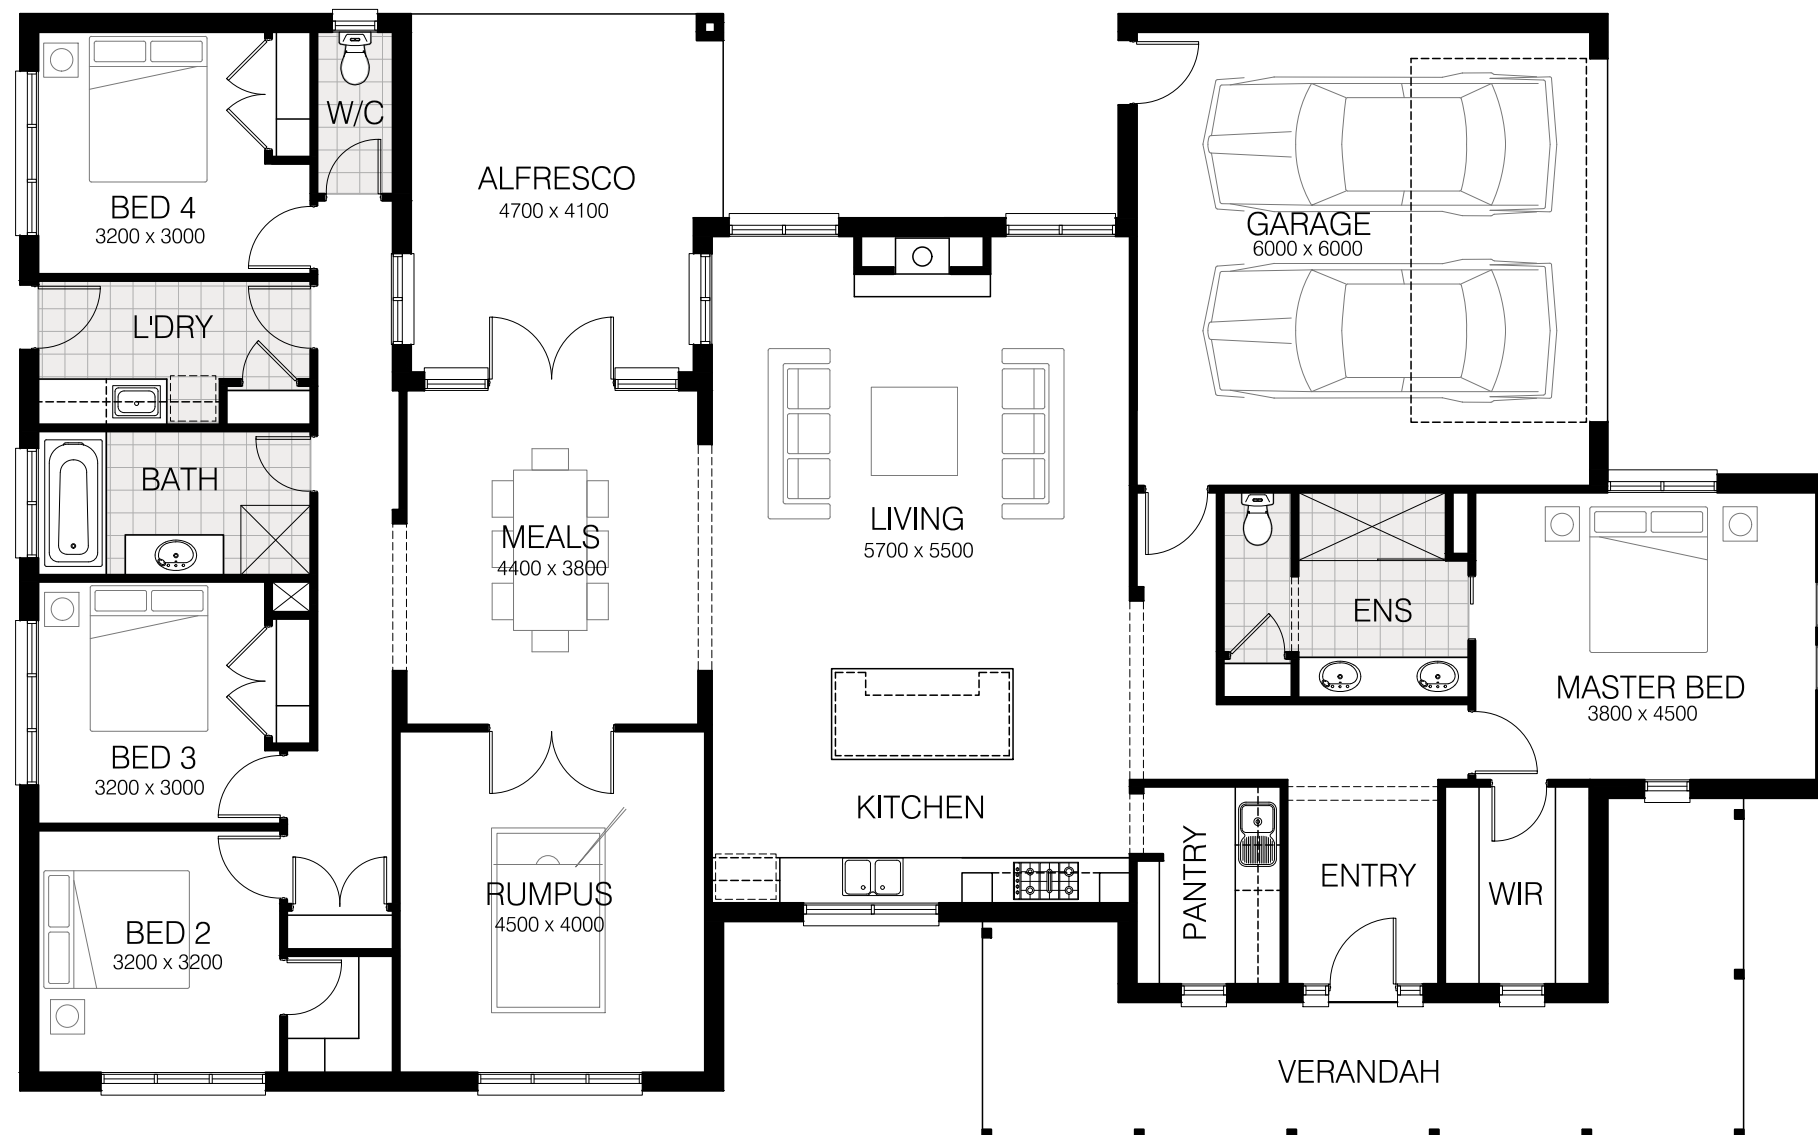 W/C
BED 4
3200 x 3000
ALFRESCO
4700 x 4100
GARAGE
6000 x 6000
L'DRY
BATH
MEALS
4400 x 3800
LIVING
5700 x 5500
ENS
MASTER BED
3800 x 4500
BED 3
3200 x 3000
KITCHEN
RUMPUS
4500 x 4000
PANTRY
ENTRY
WIR
BED 2
3200 x 3200
VERANDAH